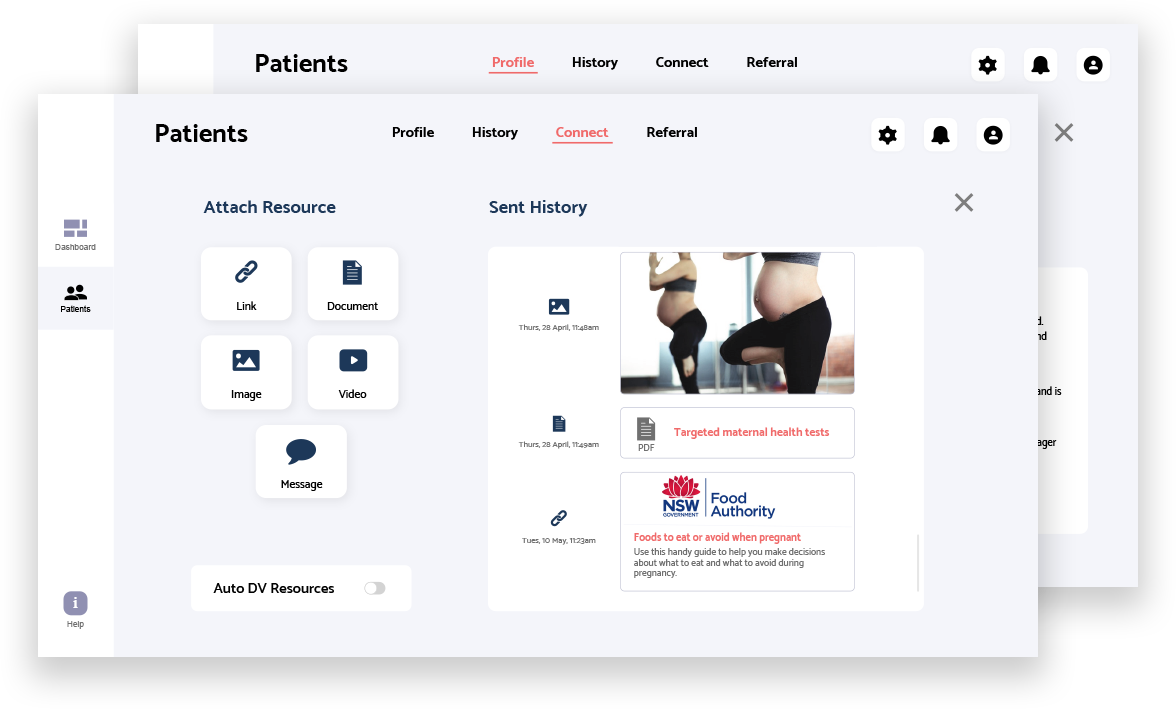 Patients
Profile
History
Connect
Referral
Patients
Profile
History
Connect
Referral
Dashboard
Patients
Help
Attach Resource
Link
Document
Image
Video
Message
Auto DV Resources
Sent History
Thurs, 28 April, 11:48am
Thurs, 28 April, 11:49am
PDF
Targeted maternal health tests
Tues, 10 May, 11:23am
NSW
GOVERNMENT
Food
Authority
Foods to eat or avoid when pregnant
Use this handy guide to help you make decisions
about what to eat and what to avoid during
pregnancy.
d.
nd
and is
ager